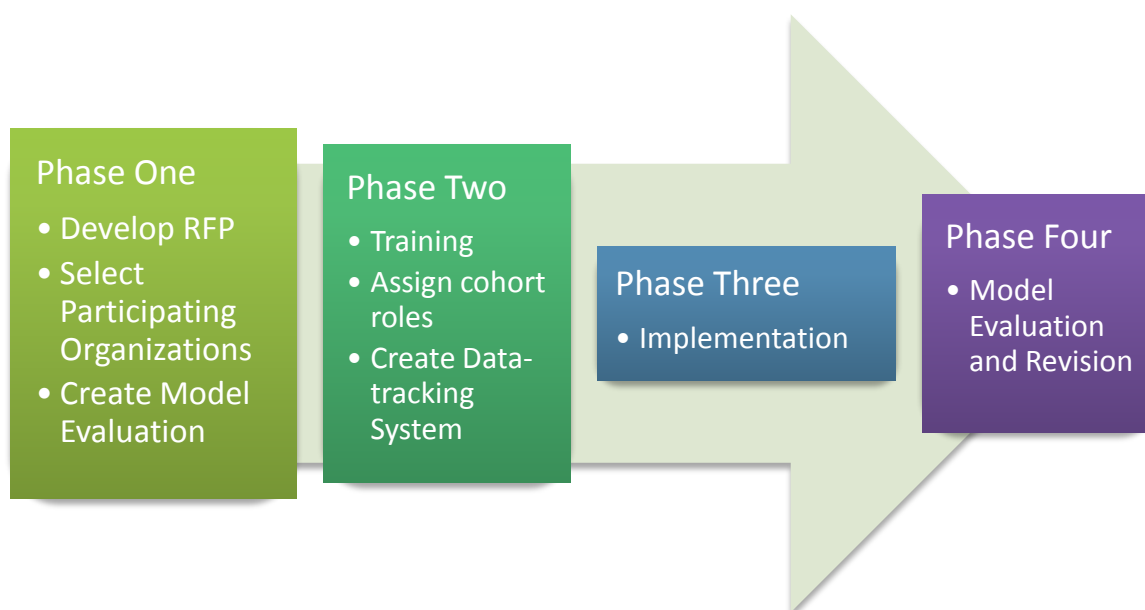 Phase One
• Develop RFP
• Select
Participating
Organizations
• Create Model
Evaluation
Phase Two
• Training
• Assign cohort
roles
• Create Data-
tracking
System
Phase Three
• Implementation
Phase Four
• Model
Evaluation
and Revision